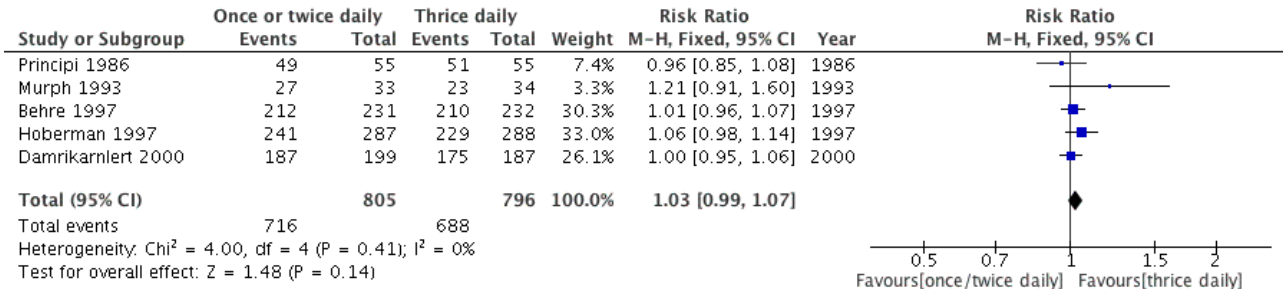 Once or twice daily Thrice daily Risk Ratio Risk Ratio
Study or Subgroup Events Total Events Total Weight M-H, Fixed, 95% CI Year M-H, Fixed, 95% CI
Principi 1986 49 55 51 55 7.4% 0.96 [0.85, 1.08] 1986
Murph 1993 27 33 23 34 3.3% 1.21 [0.91, 1.60] 1993
Behre 1997 212 231 210 232 30.3% 1.01 [0.96, 1.07] 1997
Hoberman 1997 241 287 229 288 33.0% 1.06 [0.98, 1.14] 1997
Damrikarnlert 2000 187 199 175 187 26.1% 1.00 [0.95, 1.06] 2000
Total (95% CI) 805 796 100.0% 1.03 [0.99, 1.07]
Total events 716 688
Heterogeneity: Chi² = 4.00, df = 4 (P = 0.41); I² = 0%
Test for overall effect: Z = 1.48 (P = 0.14)
0.5 0.7 1 1.5 2
Favours[once/twice daily] Favours[thrice daily]